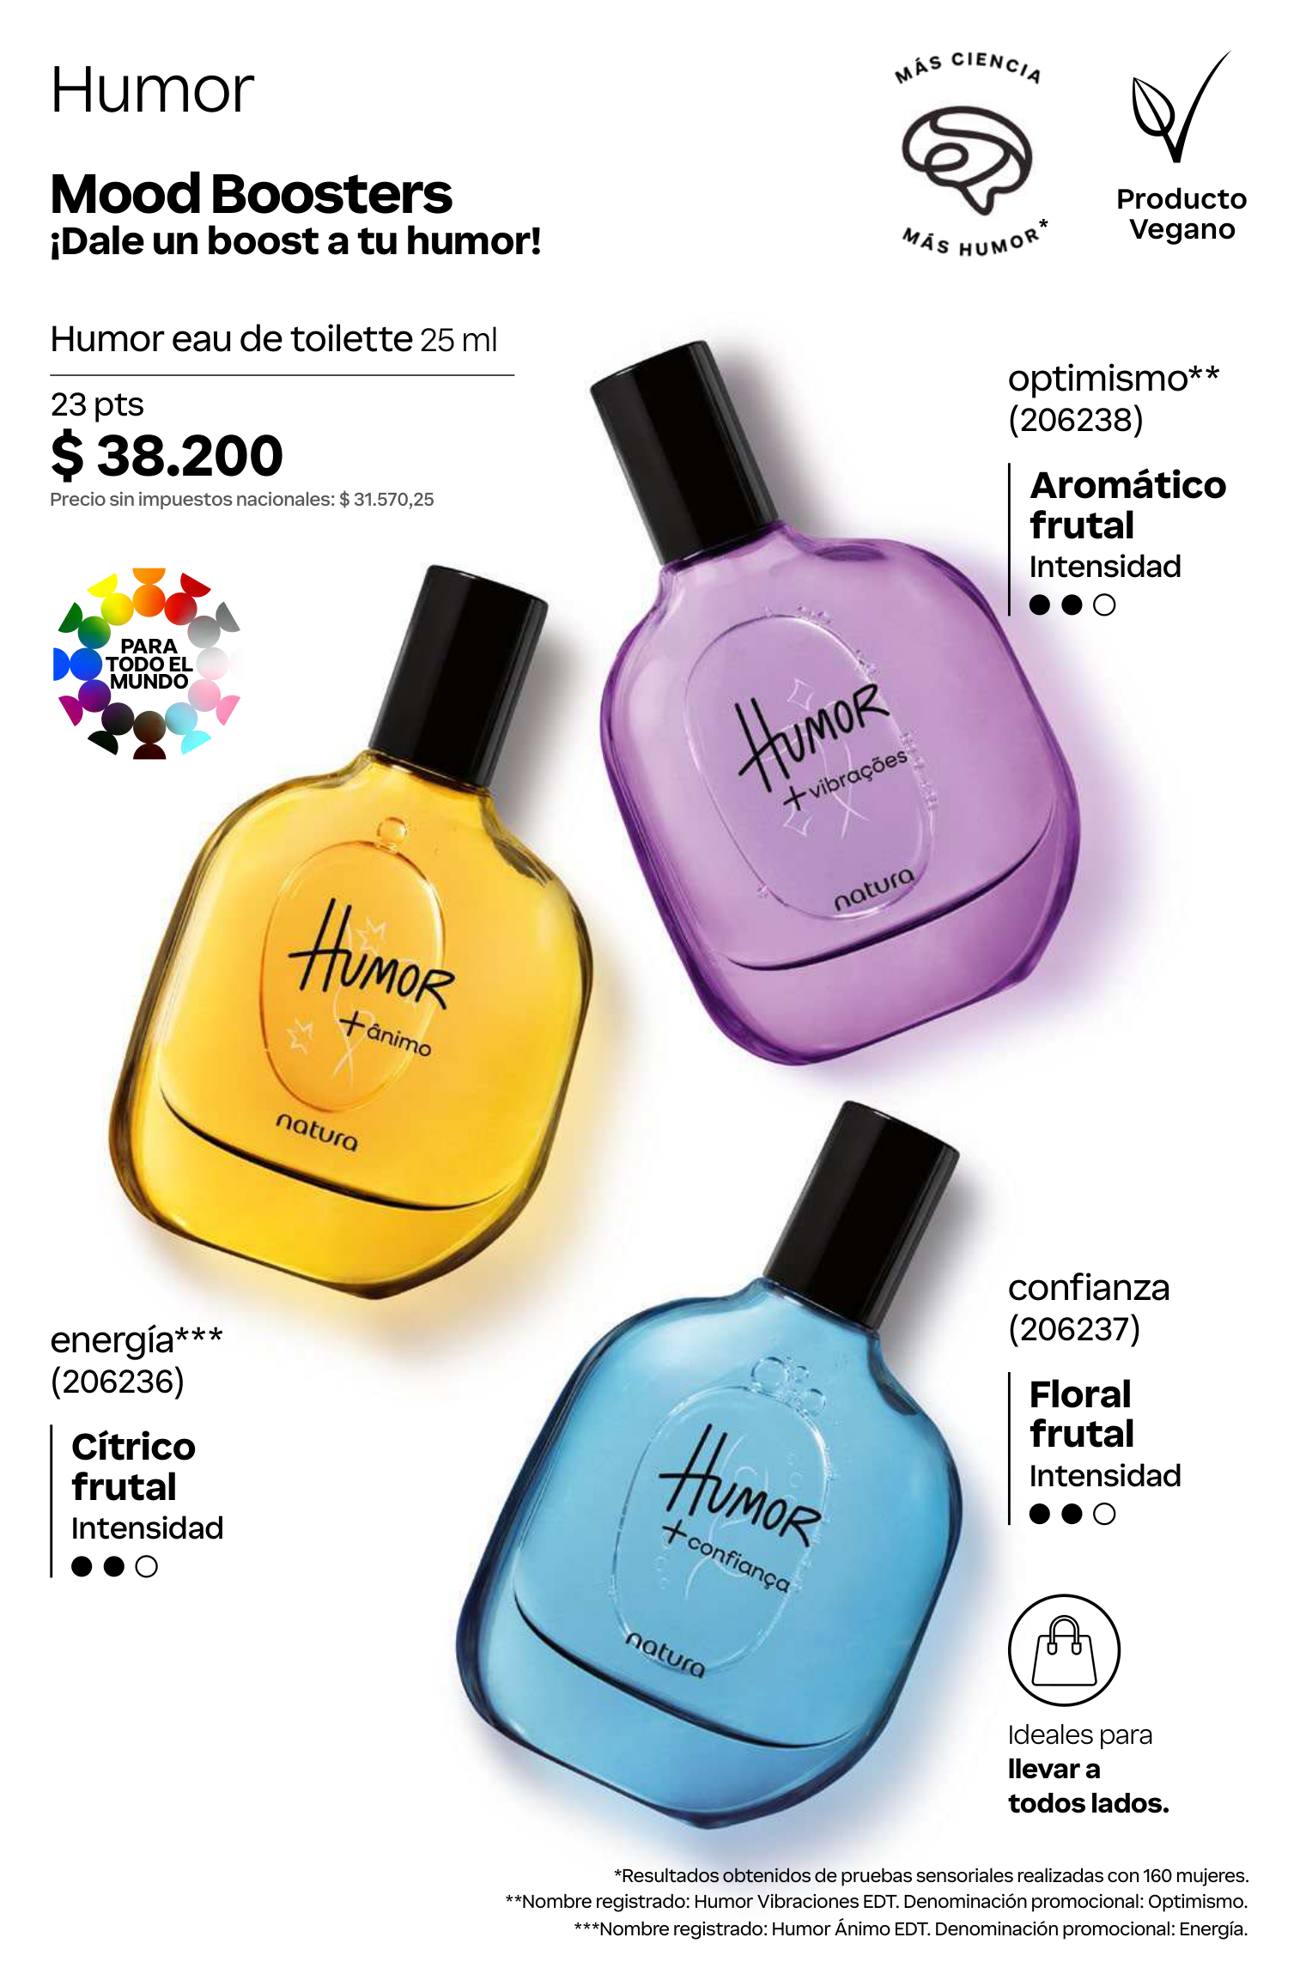 Humor
MÁS CIENCIA
MÁS HUMOR*
Producto
Vegano
Mood Boosters
¡Dale un boost a tu humor!
Humor eau de toilette 25 ml
23 pts
$ 38.200
Precio sin impuestos nacionales: $ 31.570,25
PARA
TODO EL
MUNDO
optimismo**
(206238)
Aromático
frutal
Intensidad
HUMOR
+vibrações
natura
HUMOR
+ânimo
natura
energía***
(206236)
Cítrico
frutal
Intensidad
HUMOR
+confiança
natura
confianza
(206237)
Floral
frutal
Intensidad
Ideales para
llevar a
todos lados.
*Resultados obtenidos de pruebas sensoriales realizadas con 160 mujeres.
**Nombre registrado: Humor Vibraciones EDT. Denominación promocional: Optimismo.
***Nombre registrado: Humor Ánimo EDT. Denominación promocional: Energía.